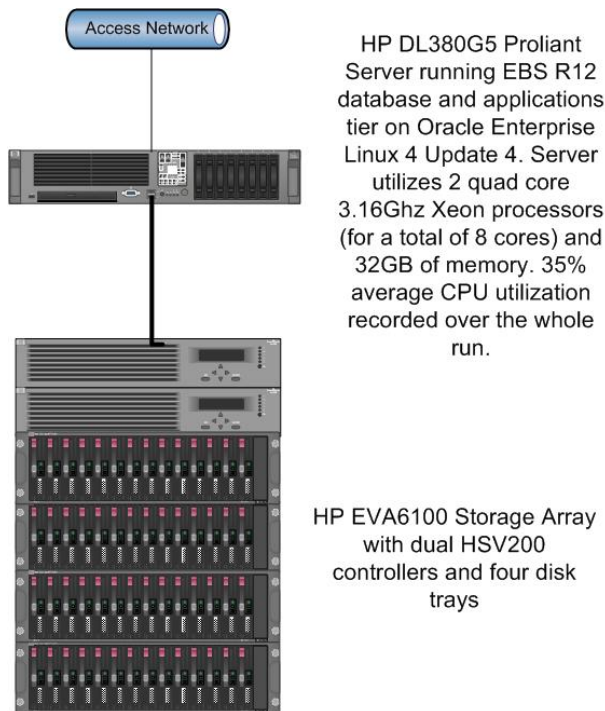 Access Network
HP DL380G5 Proliant
Server running EBS R12
database and applications
tier on Oracle Enterprise
Linux 4 Update 4. Server
utilizes 2 quad core
3.16Ghz Xeon processors
(for a total of 8 cores) and
32GB of memory. 35%
average CPU utilization
recorded over the whole
run.
HP EVA6100 Storage Array
with dual HSV200
controllers and four disk
trays